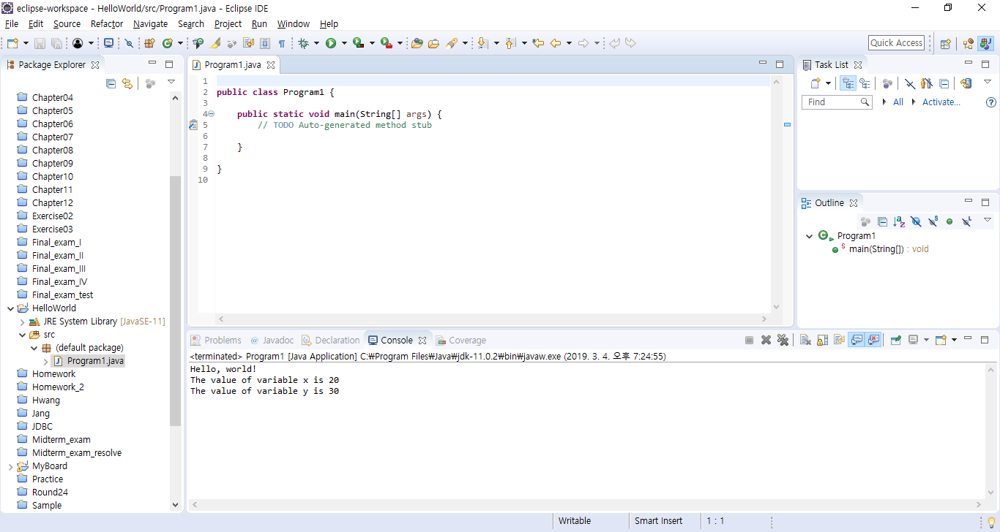 eclipse-workspace - HelloWorld/src/Program1.java - Eclipse IDE
File Edit Source Refactor Navigate Search Project Run Window Help
Quick Access
Package Explorer
Chapter04
Chapter05
Chapter06
Chapter07
Chapter08
Chapter09
Chapter10
Chapter11
Chapter12
Exercise02
Exercise03
Final_exam_I
Final_exam_II
Final_exam_III
Final_exam_IV
Final_exam_test
HelloWorld
JRE System Library [JavaSE-11]
src
(default package)
Program1.java
Homework
Homework_2
Hwang
Jang
JDBC
Midterm_exam
Midterm_exam_resolve
MyBoard
Practice
Round24
Sample
Program1.java
1
2 public class Program1 {
3
4 public static void main(String[] args) {
5 // TODO Auto-generated method stub
6
7 }
8
9 }
10
Task List
Find All Activate...
Outline
Program1
main(String[]) : void
Problems Javadoc Declaration Console Coverage
<terminated> Program1 [Java Application] C:₩Program Files₩Java₩jdk-11.0.2₩bin₩javaw.exe (2019. 3. 4. 오후 7:24:55)
Hello, world!
The value of variable x is 20
The value of variable y is 30
Writable Smart Insert 1 : 1